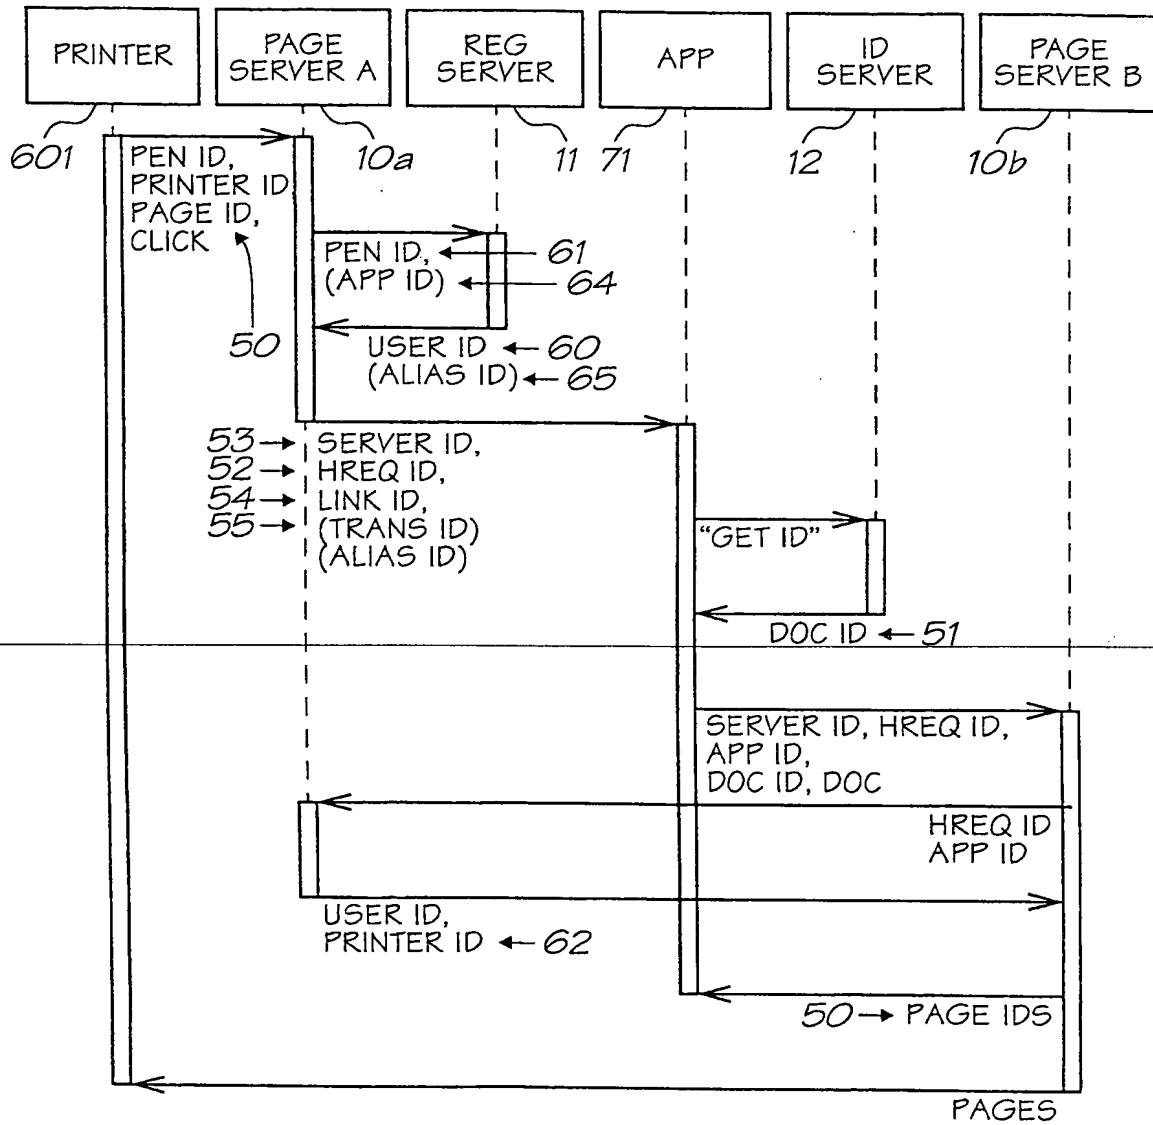 PRINTER
PAGE
SERVER A
REG
SERVER
APP
ID
SERVER
PAGE
SERVER B
601
10a
11
71
12
10b
PEN ID,
PRINTER ID
PAGE ID,
CLICK
50
PEN ID,
61
(APP ID)
64
USER ID
60
(ALIAS ID)
65
53
SERVER ID,
52
HREQ ID,
54
LINK ID,
55
(TRANS ID)
(ALIAS ID)
"GET ID"
DOC ID
51
SERVER ID, HREQ ID,
APP ID,
DOC ID, DOC
HREQ ID
APP ID
USER ID,
PRINTER ID
62
50
PAGE IDS
PAGES